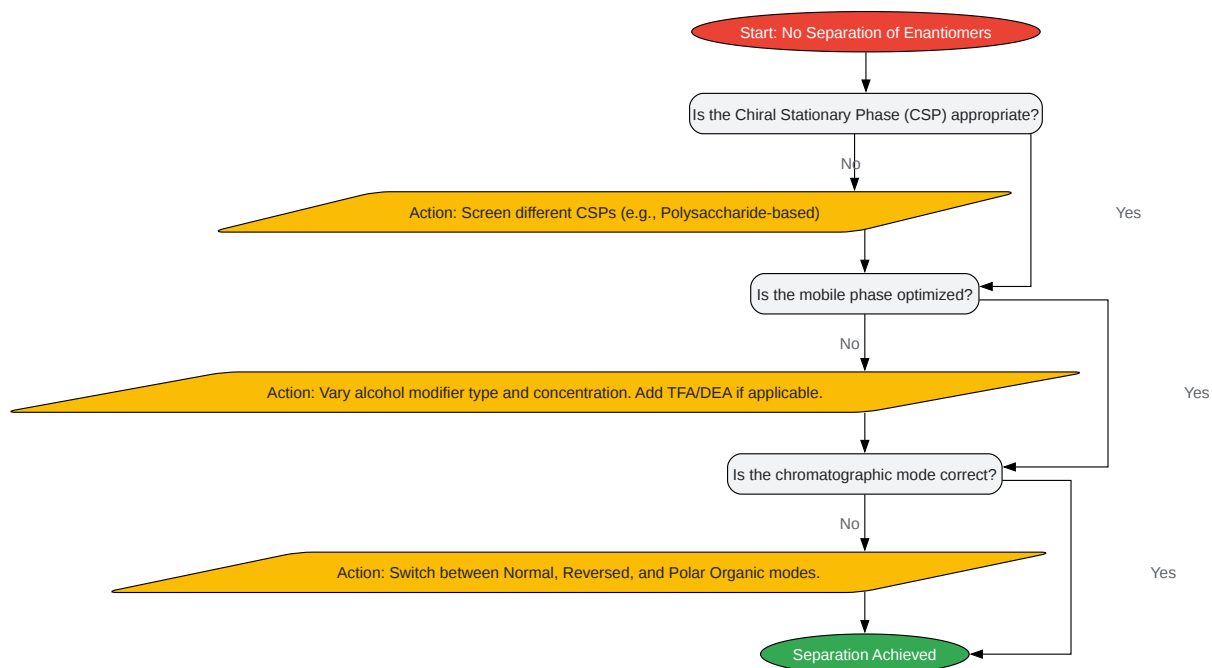 Start: No Separation of Enantiomers
Is the Chiral Stationary Phase (CSP) appropriate?
No
Action: Screen different CSPs (e.g., Polysaccharide-based)
Yes
Is the mobile phase optimized?
No
Action: Vary alcohol modifier type and concentration. Add TFA/DEA if applicable.
Yes
Is the chromatographic mode correct?
No
Action: Switch between Normal, Reversed, and Polar Organic modes.
Yes
Separation Achieved